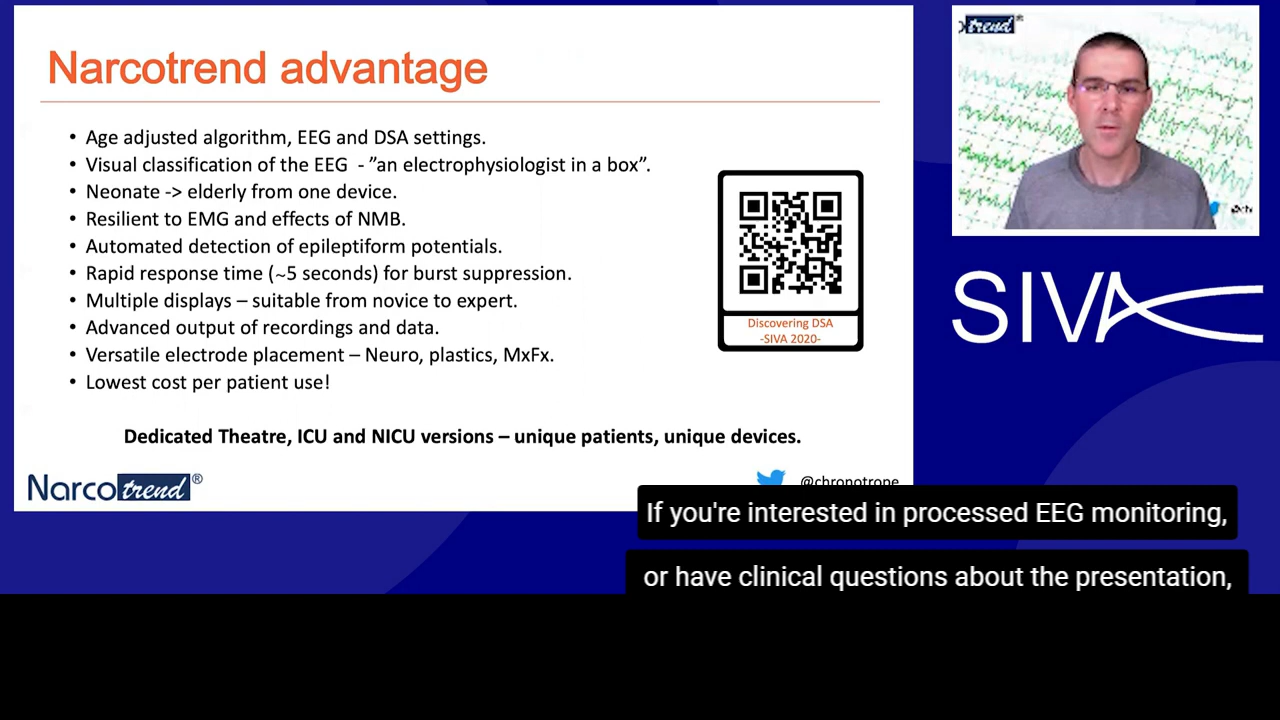 Narcotrend advantage
• Age adjusted algorithm, EEG and DSA settings.
• Visual classification of the EEG - ”an electrophysiologist in a box”.
• Neonate -> elderly from one device.
• Resilient to EMG and effects of NMB.
• Automated detection of epileptiform potentials.
• Rapid response time (~5 seconds) for burst suppression.
• Multiple displays – suitable from novice to expert.
• Advanced output of recordings and data.
• Versatile electrode placement – Neuro, plastics, MxFx.
• Lowest cost per patient use!
Discovering DSA
-SIVA 2020-
Dedicated Theatre, ICU and NICU versions – unique patients, unique devices.
Narcotrend®
@chronotrope
trend®
SIVA
If you're interested in processed EEG monitoring,
or have clinical questions about the presentation,